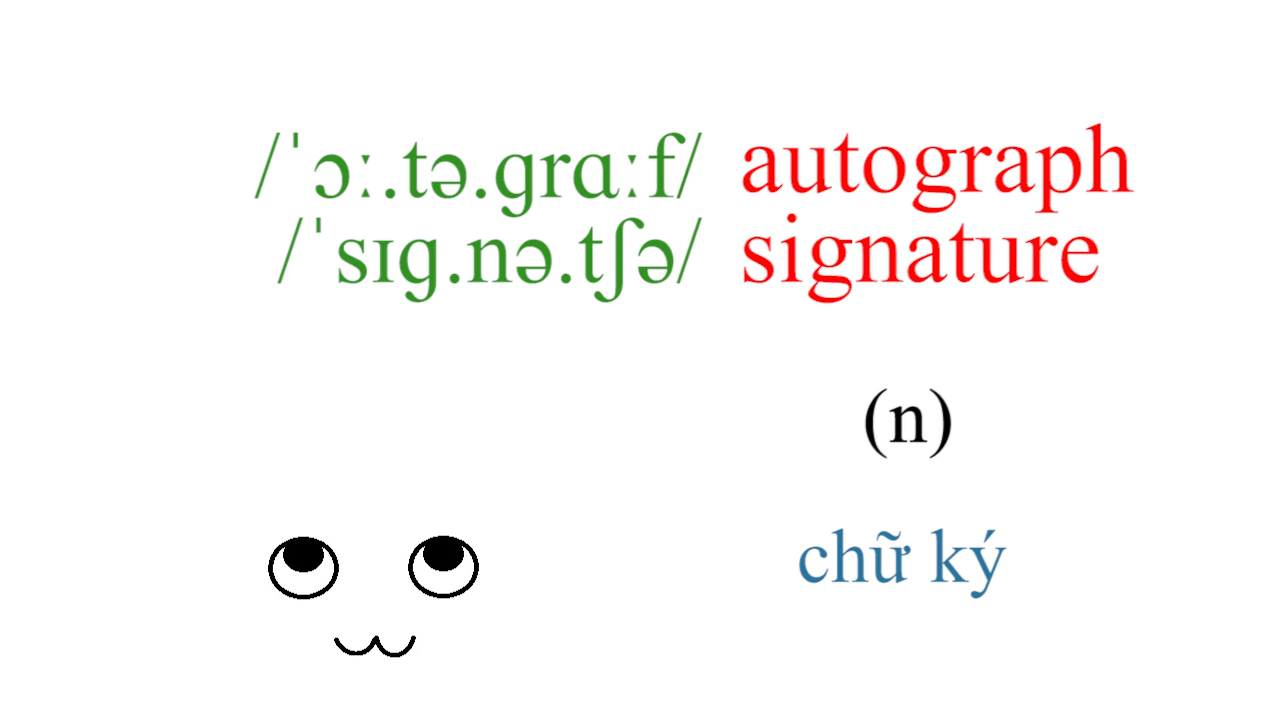 /ˈɔː.tə.ɡrɑːf/ autograph
/ˈsɪɡ.nə.tʃə/ signature
(n)
chữ ký